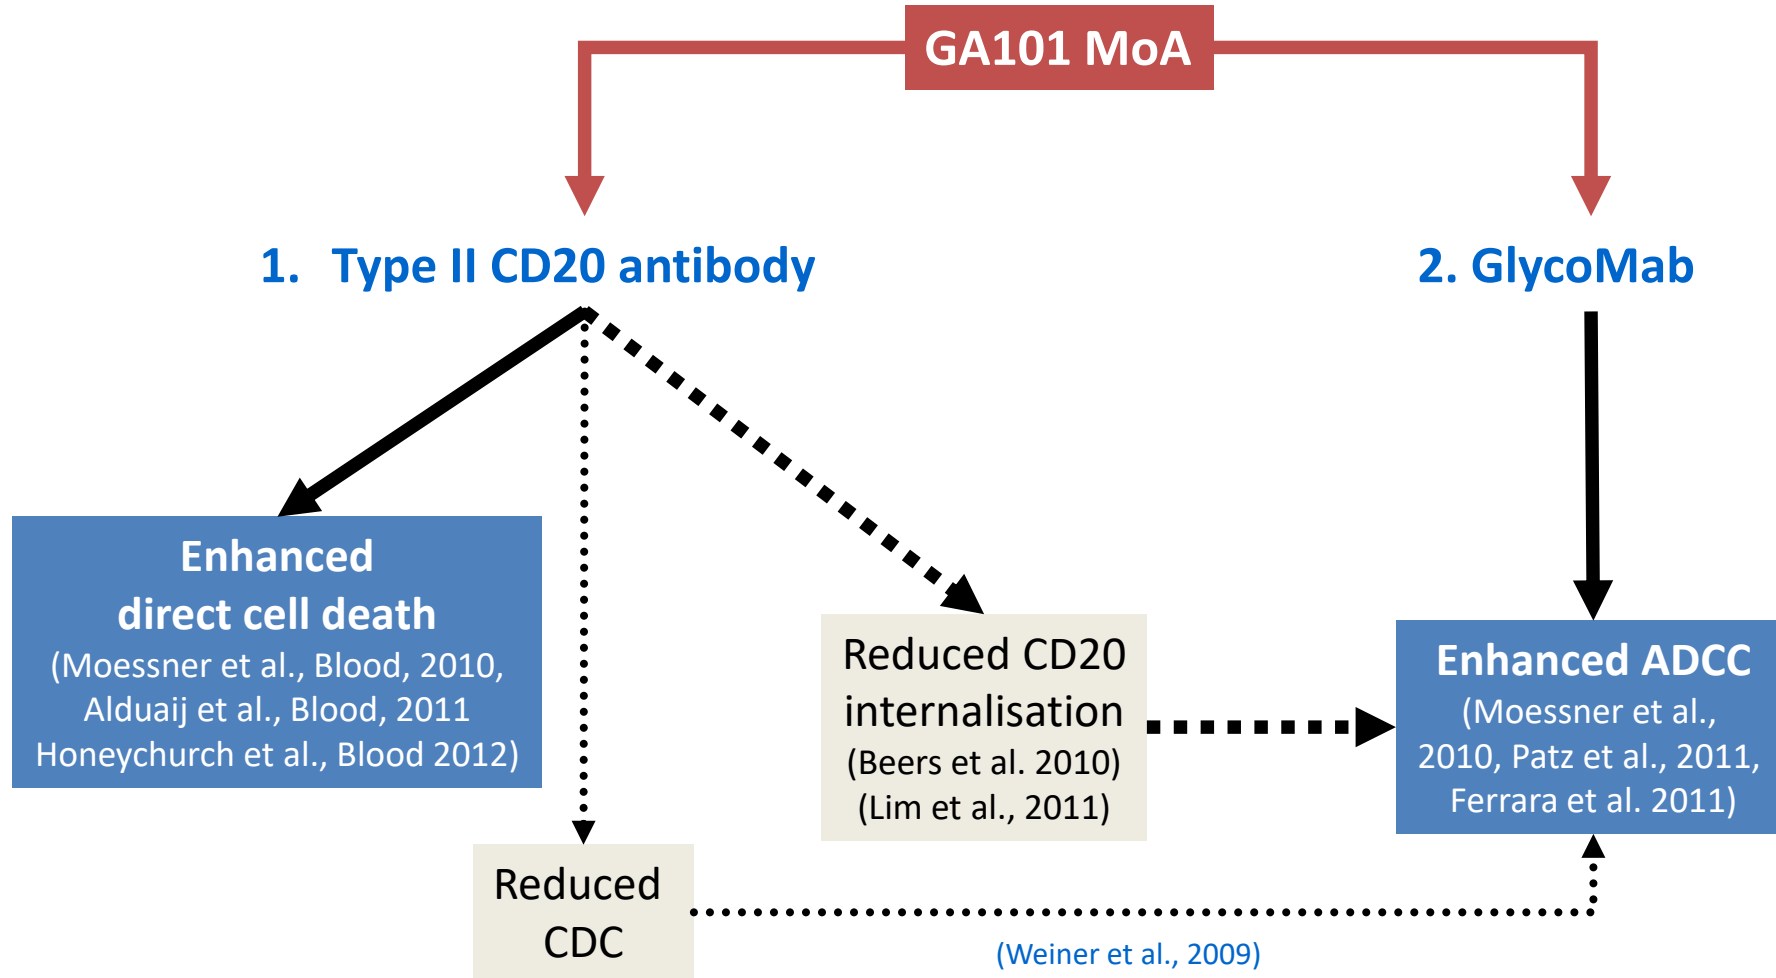 GA101 MoA
1. Type II CD20 antibody
2. GlycoMab
Enhanced
direct cell death
(Moessner et al., Blood, 2010,
Alduaij et al., Blood, 2011
Honeychurch et al., Blood 2012)
Reduced CD20
internalisation
(Beers et al. 2010)
(Lim et al., 2011)
Enhanced ADCC
(Moessner et al.,
2010, Patz et al., 2011,
Ferrara et al. 2011)
Reduced
CDC
(Weiner et al., 2009)